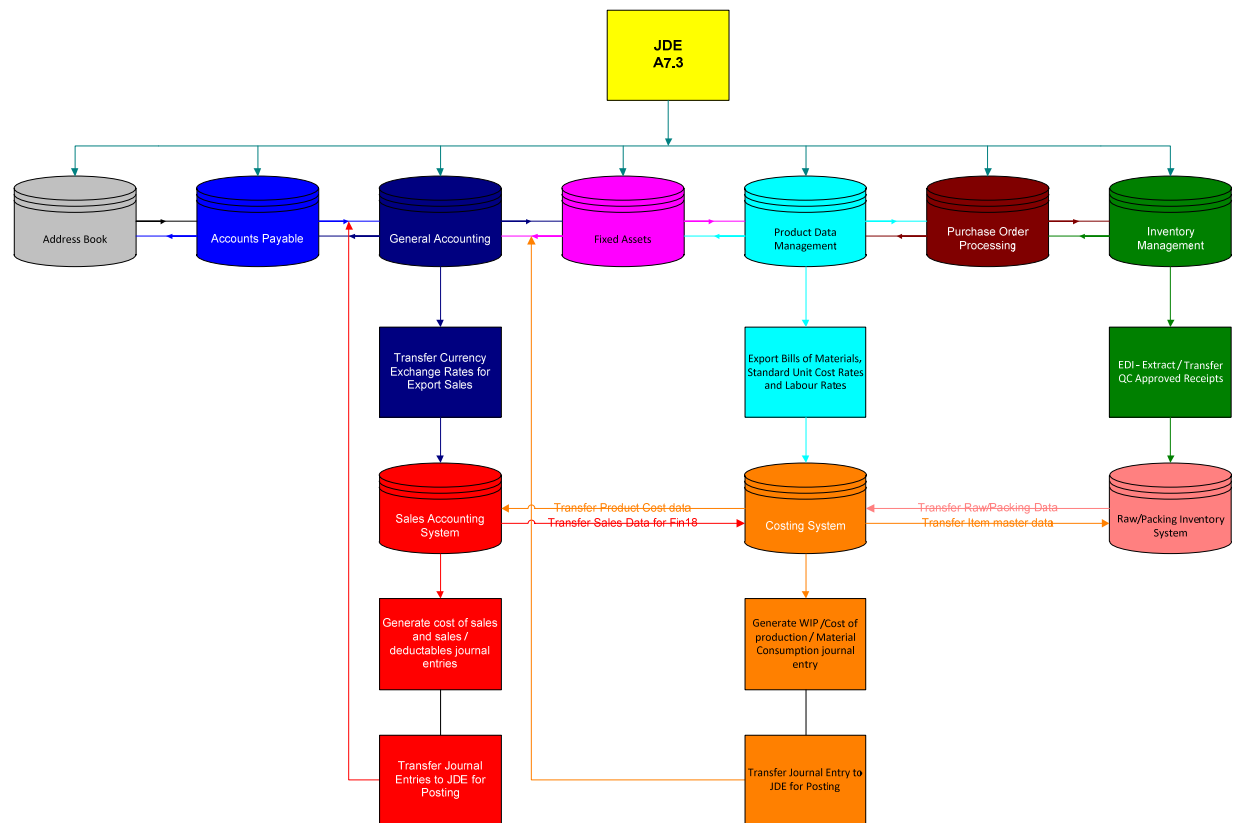 JDE
A7.3
Address Book
Accounts Payable
General Accounting
Fixed Assets
Product Data
Management
Purchase Order
Processing
Inventory
Management
Transfer Currency
Exchange Rates for
Export Sales
Export Bills of Materials,
Standard Unit Cost Rates
and Labour Rates
EDI - Extract / Transfer
QC Approved Receipts
Sales Accounting
System
Transfer Product Cost data
Transfer Sales Data for Fin18
Costing System
Transfer Raw/Packing Data
Transfer Item master data
Raw/Packing Inventory
System
Generate cost of sales
and sales /
deductables journal
entries
Generate WIP /Cost of
production / Material
Consumption journal
entry
Transfer Journal
Entries to JDE for
Posting
Transfer Journal Entry to
JDE for Posting